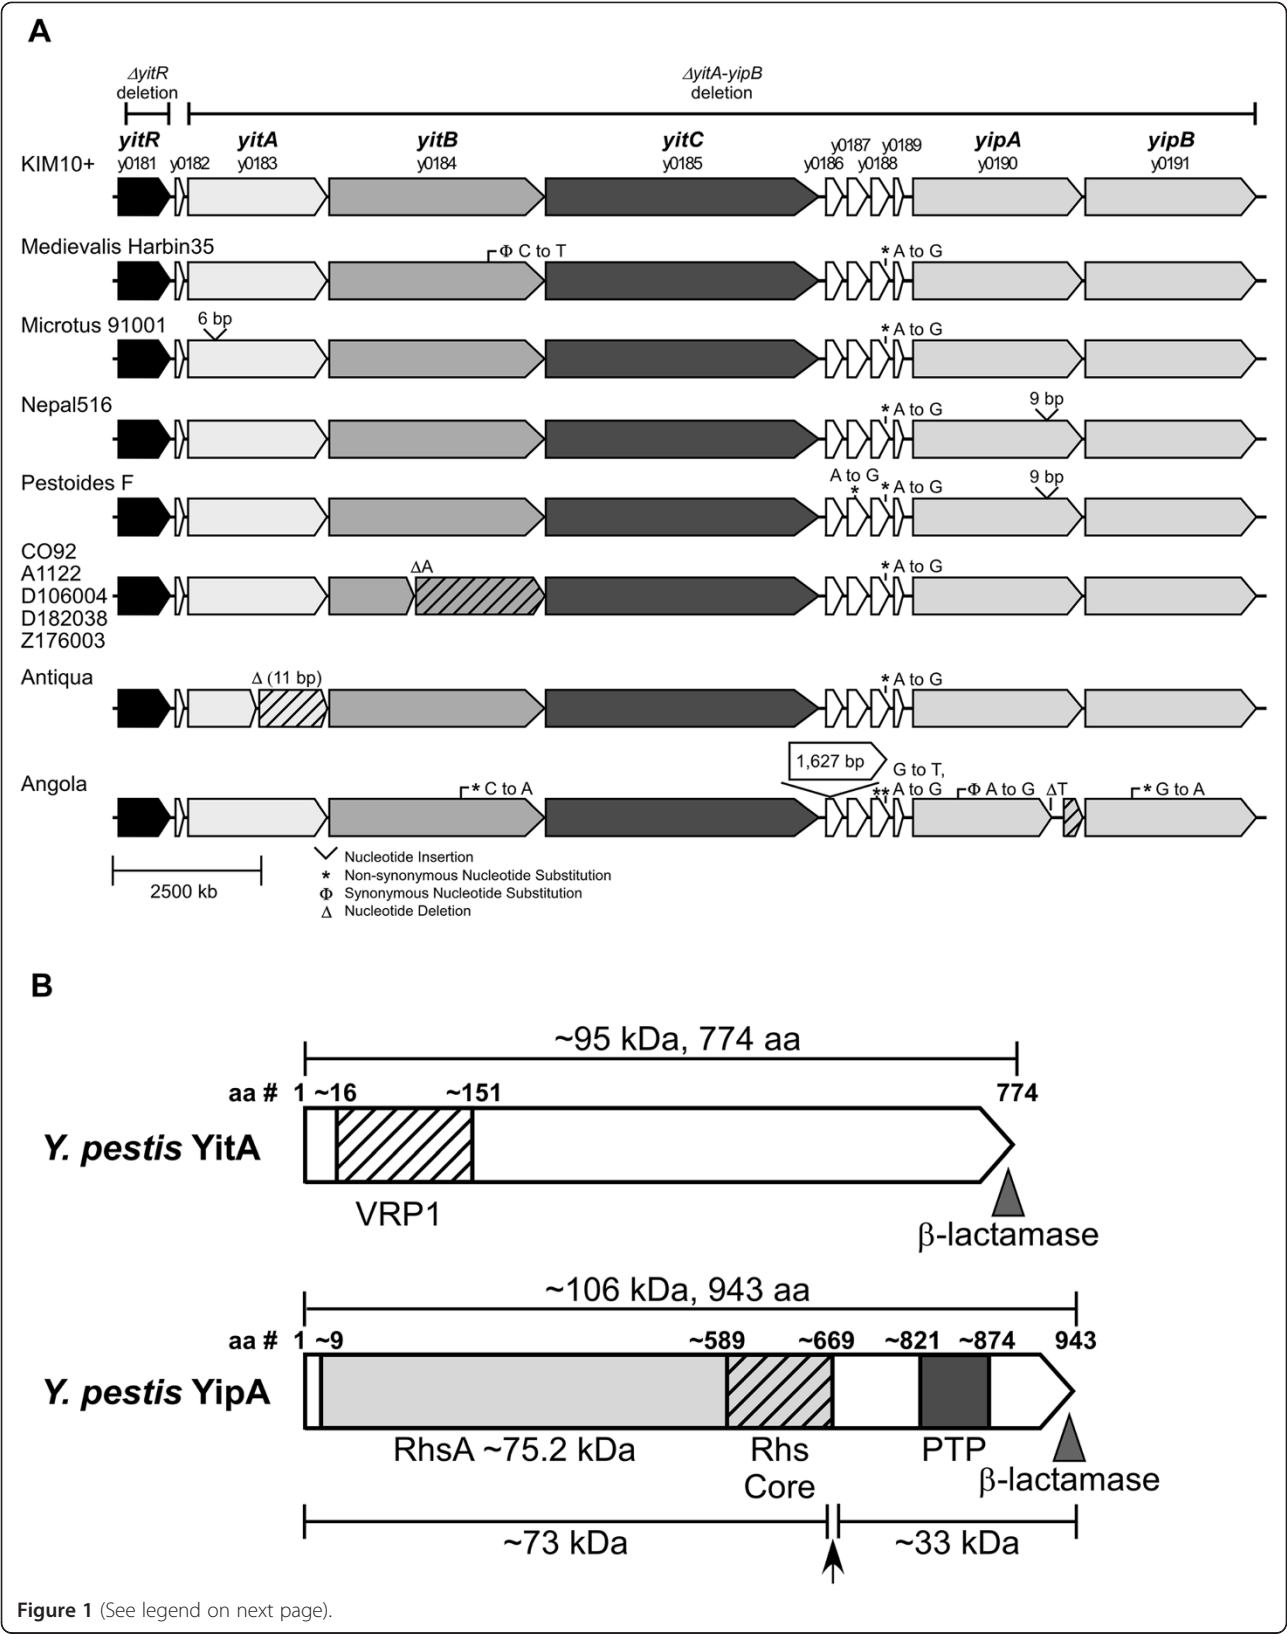 A
ΔyitR
deletion
ΔyitA-yipB
deletion
yitR yitA yitB yitC yipA yipB
KIM10+ y0181 y0182 y0183 y0184 y0185 y0186 y0187 y0188 y0189 y0190 y0191
Medievalis Harbin35 Φ C to T * A to G
Microtus 91001 6 bp * A to G
Nepal516 * A to G 9 bp
Pestoides F A to G * * A to G 9 bp
CO92
A1122 ΔA * A to G
D106004
D182038
Z176003
Antiqua Δ (11 bp) * A to G
1,627 bp G to T,
Angola * C to A ** A to G Φ A to G ΔT * G to A
2500 kb
Nucleotide Insertion
* Non-synonymous Nucleotide Substitution
Φ Synonymous Nucleotide Substitution
Δ Nucleotide Deletion
B
~95 kDa, 774 aa
aa # 1 ~16 ~151 774
Y. pestis YitA
VRP1
β-lactamase
~106 kDa, 943 aa
aa # 1 ~9 ~589 ~669 ~821 ~874 943
Y. pestis YipA
RhsA ~75.2 kDa Rhs PTP
Core
β-lactamase
~73 kDa ~33 kDa
Figure 1 (See legend on next page).